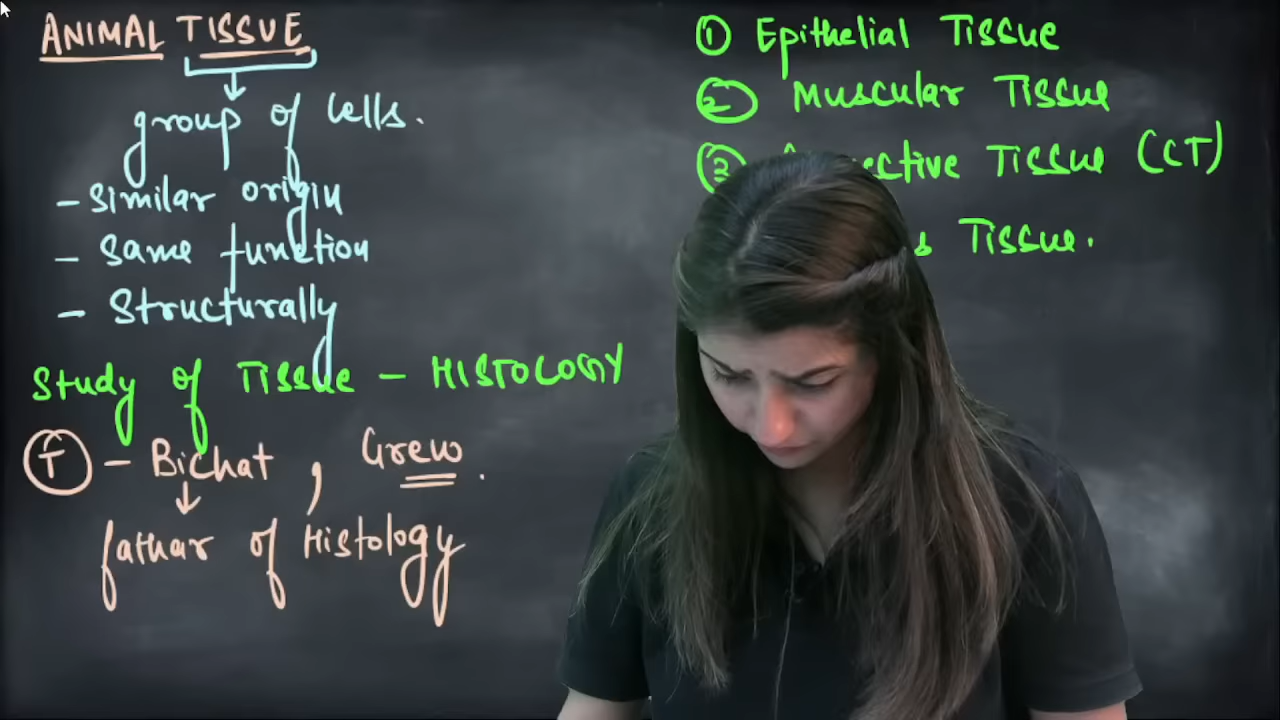 ANIMAL TISSUE
group of cells.
- Similar origin
- Same function
- Structurally
Study of Tissue - HISTOLOGY
T - Bichat, Grew.
fathar of Histology
① Epithelial Tissue
② Muscular Tissue
③ ective Tissue (CT)
s Tissue.